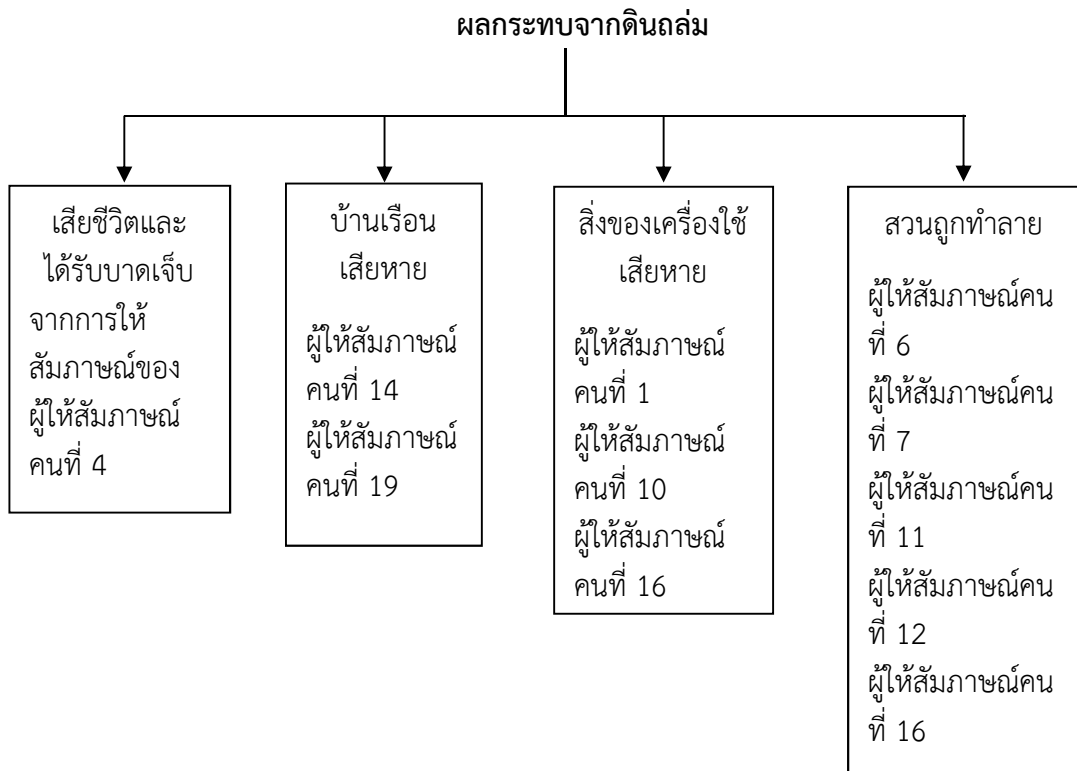 ผลกระทบจากดินถล่ม
เสียชีวิตและ
ได้รับบาดเจ็บ
จากการให้
สัมภาษณ์ของ
ผู้ให้สัมภาษณ์
คนที่ 4
บ้านเรือน
เสียหาย
ผู้ให้สัมภาษณ์
คนที่ 14
ผู้ให้สัมภาษณ์
คนที่ 19
สิ่งของเครื่องใช้
เสียหาย
ผู้ให้สัมภาษณ์
คนที่ 1
ผู้ให้สัมภาษณ์
คนที่ 10
ผู้ให้สัมภาษณ์
คนที่ 16
สวนถูกทำลาย
ผู้ให้สัมภาษณ์คน
ที่ 6
ผู้ให้สัมภาษณ์คน
ที่ 7
ผู้ให้สัมภาษณ์คน
ที่ 11
ผู้ให้สัมภาษณ์คน
ที่ 12
ผู้ให้สัมภาษณ์คน
ที่ 16